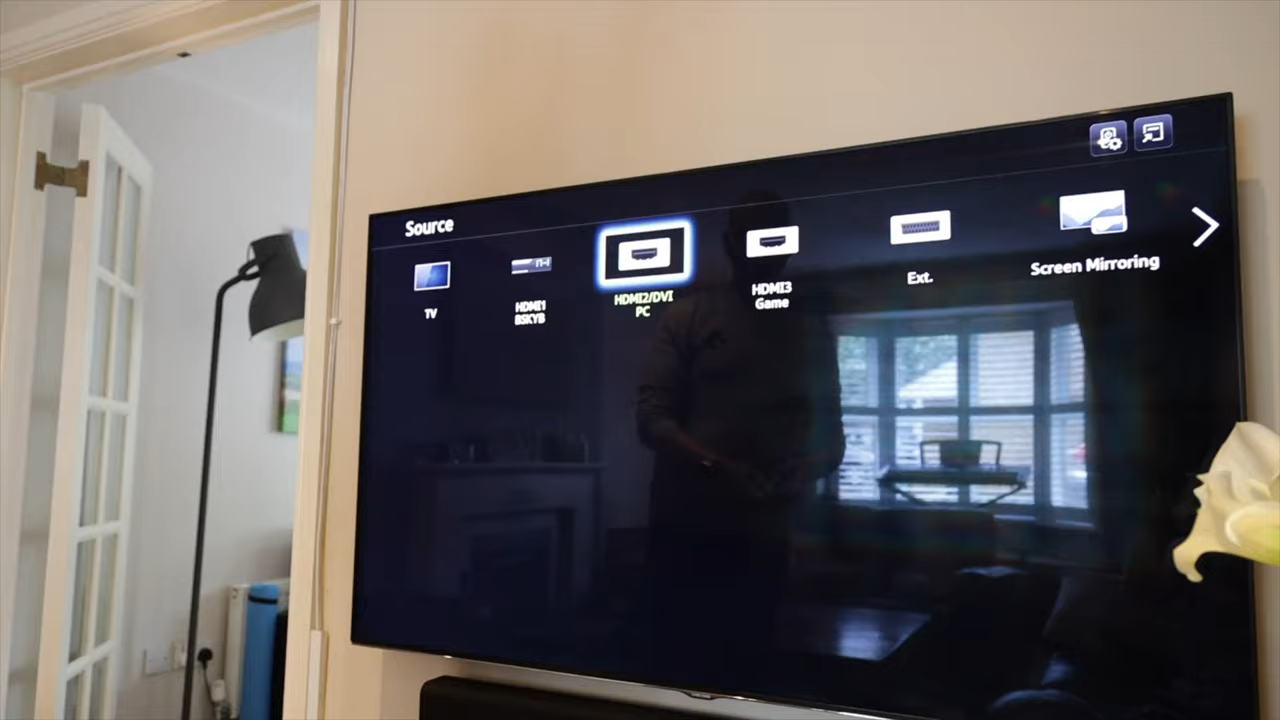 Source
TV
HDMI1
BSKYB
HDMI2/DVI
PC
HDMI3
Game
Ext.
Screen Mirroring